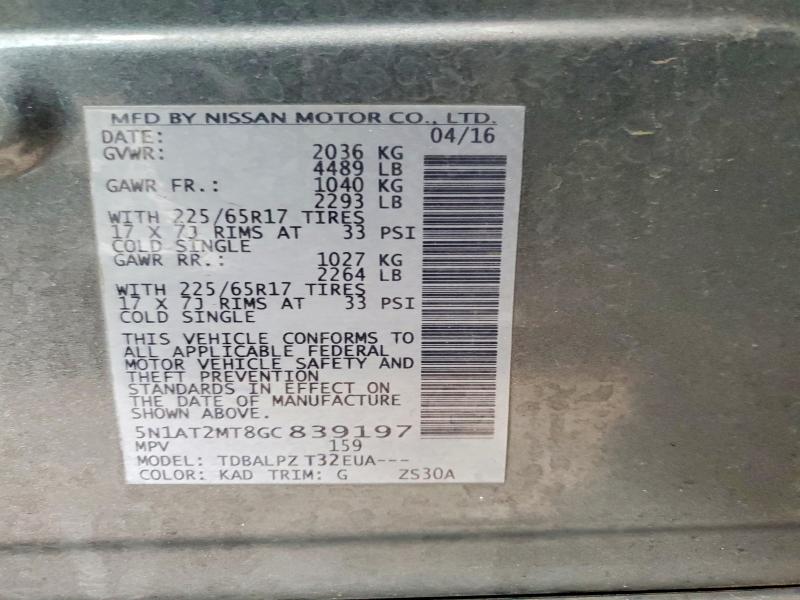 MFD BY NISSAN MOTOR CO., LTD.
DATE: 04/16
GVWR: 2036 KG
4489 LB
GAWR FR.: 1040 KG
2293 LB
WITH 225/65R17 TIRES
17 X 7J RIMS AT 33 PSI
COLD SINGLE
GAWR RR.: 1027 KG
2264 LB
WITH 225/65R17 TIRES
17 X 7J RIMS AT 33 PSI
COLD SINGLE
THIS VEHICLE CONFORMS TO
ALL APPLICABLE FEDERAL
MOTOR VEHICLE SAFETY AND
THEFT PREVENTION
STANDARDS IN EFFECT ON
THE DATE OF MANUFACTURE
SHOWN ABOVE.
5N1AT2MT8GC839197
MPV 159
MODEL: TDBALPZ T32EUA---
COLOR: KAD TRIM: G ZS30A